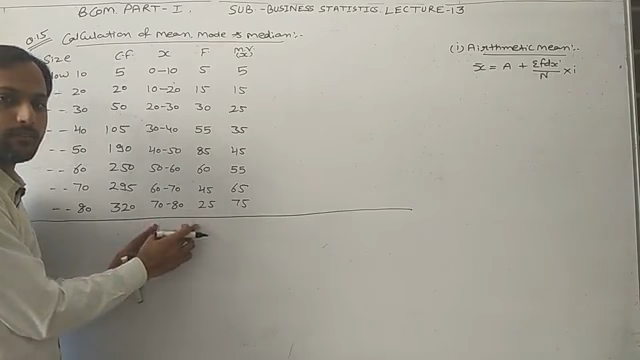 BCOM. PART-I. SUB.-BUSINESS STATISTICS. LECTURE-13
Q.15 Calculation of mean, mode & median:-
Size C.F X F M.V (x)
low 10 5 0-10 5 5
-- 20 20 10-20 15 15
-- 30 50 20-30 30 25
-- 40 105 30-40 55 35
-- 50 190 40-50 85 45
-- 60 250 50-60 60 55
-- 70 295 60-70 45 65
-- 80 320 70-80 25 75
(i) Airthmetic mean:-
x̄ = A + Σfdx' / N × i